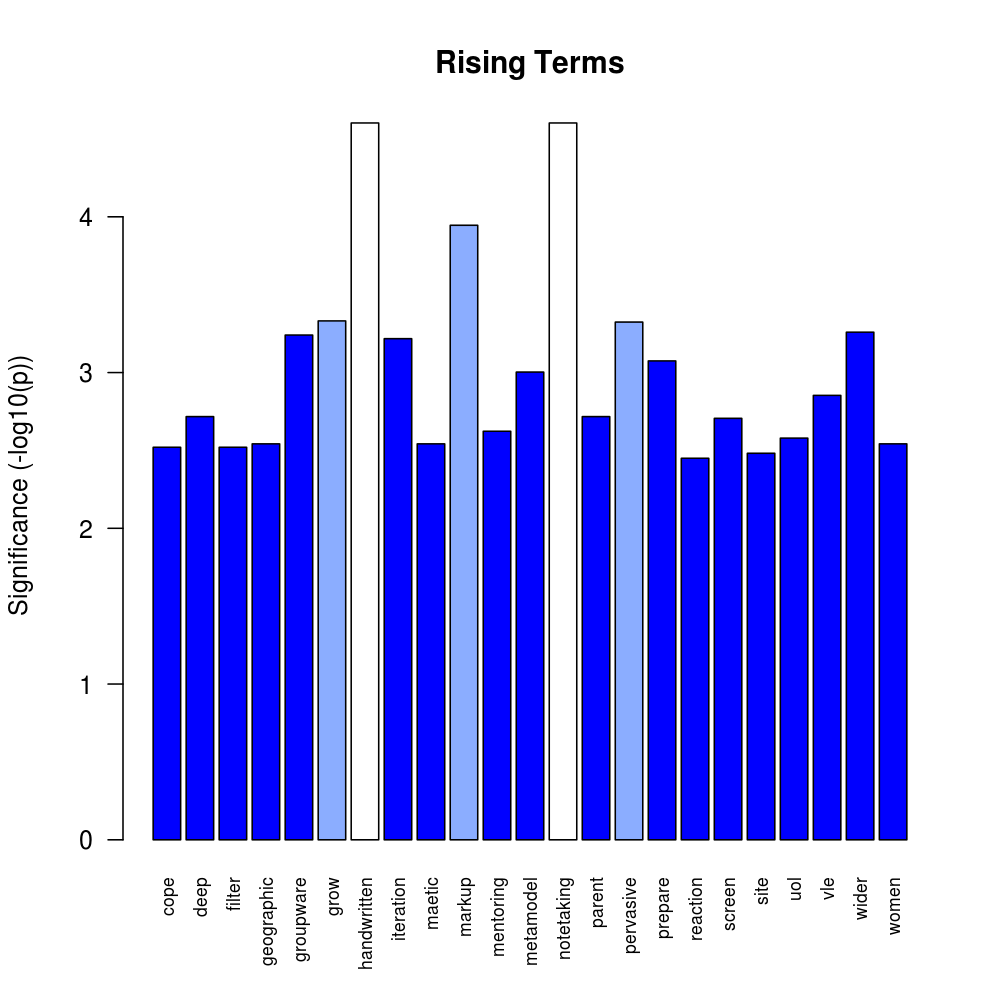 Rising Terms
Significance (-log10(p))
4
3
2
1
0
cope
deep
filter
geographic
groupware
grow
handwritten
iteration
maetic
markup
mentoring
metamodel
notetaking
parent
pervasive
prepare
reaction
screen
site
uol
vle
wider
women